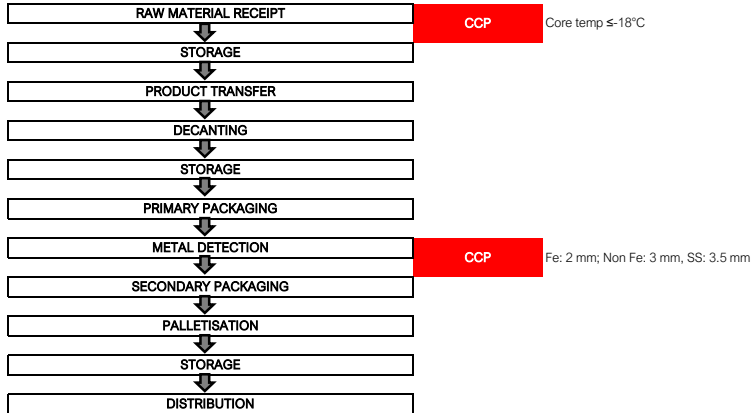 RAW MATERIAL RECEIPT
CCP
Core temp ≤-18°C
STORAGE
PRODUCT TRANSFER
DECANTING
STORAGE
PRIMARY PACKAGING
METAL DETECTION
CCP
Fe: 2 mm; Non Fe: 3 mm, SS: 3.5 mm
SECONDARY PACKAGING
PALLETISATION
STORAGE
DISTRIBUTION